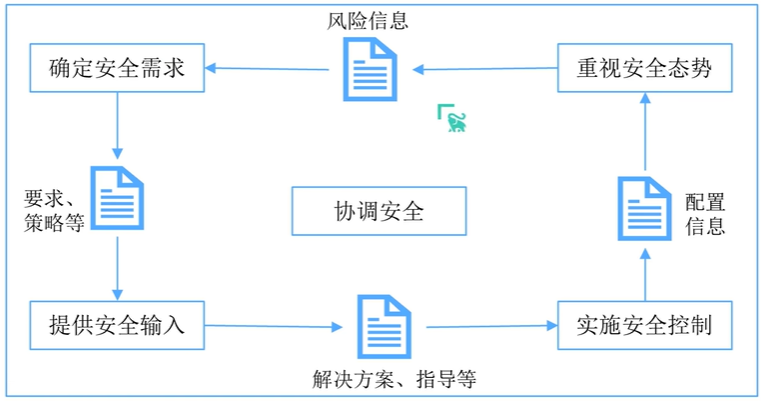 风险信息
确定安全需求
重视安全态势
要求、
策略等
协调安全
配置
信息
提供安全输入
实施安全控制
解决方案、指导等